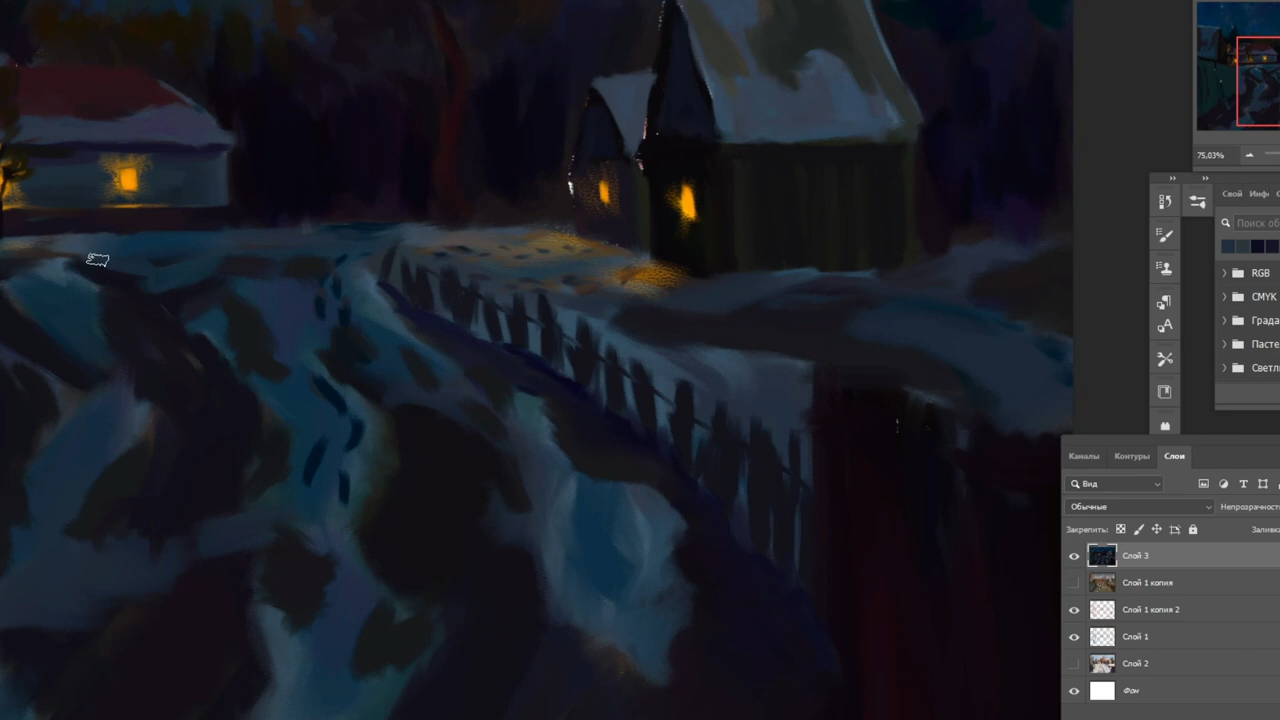 75,03%
Свой Инф
Поиск об
RGB
CMYK
Града
Пасте
Светл
Каналы Контуры Слои
Вид
Обычные Непрозрачност
Закрепить: Заливка
Слой 3
Слой 1 копия
Слой 1 копия 2
Слой 1
Слой 2
Фон